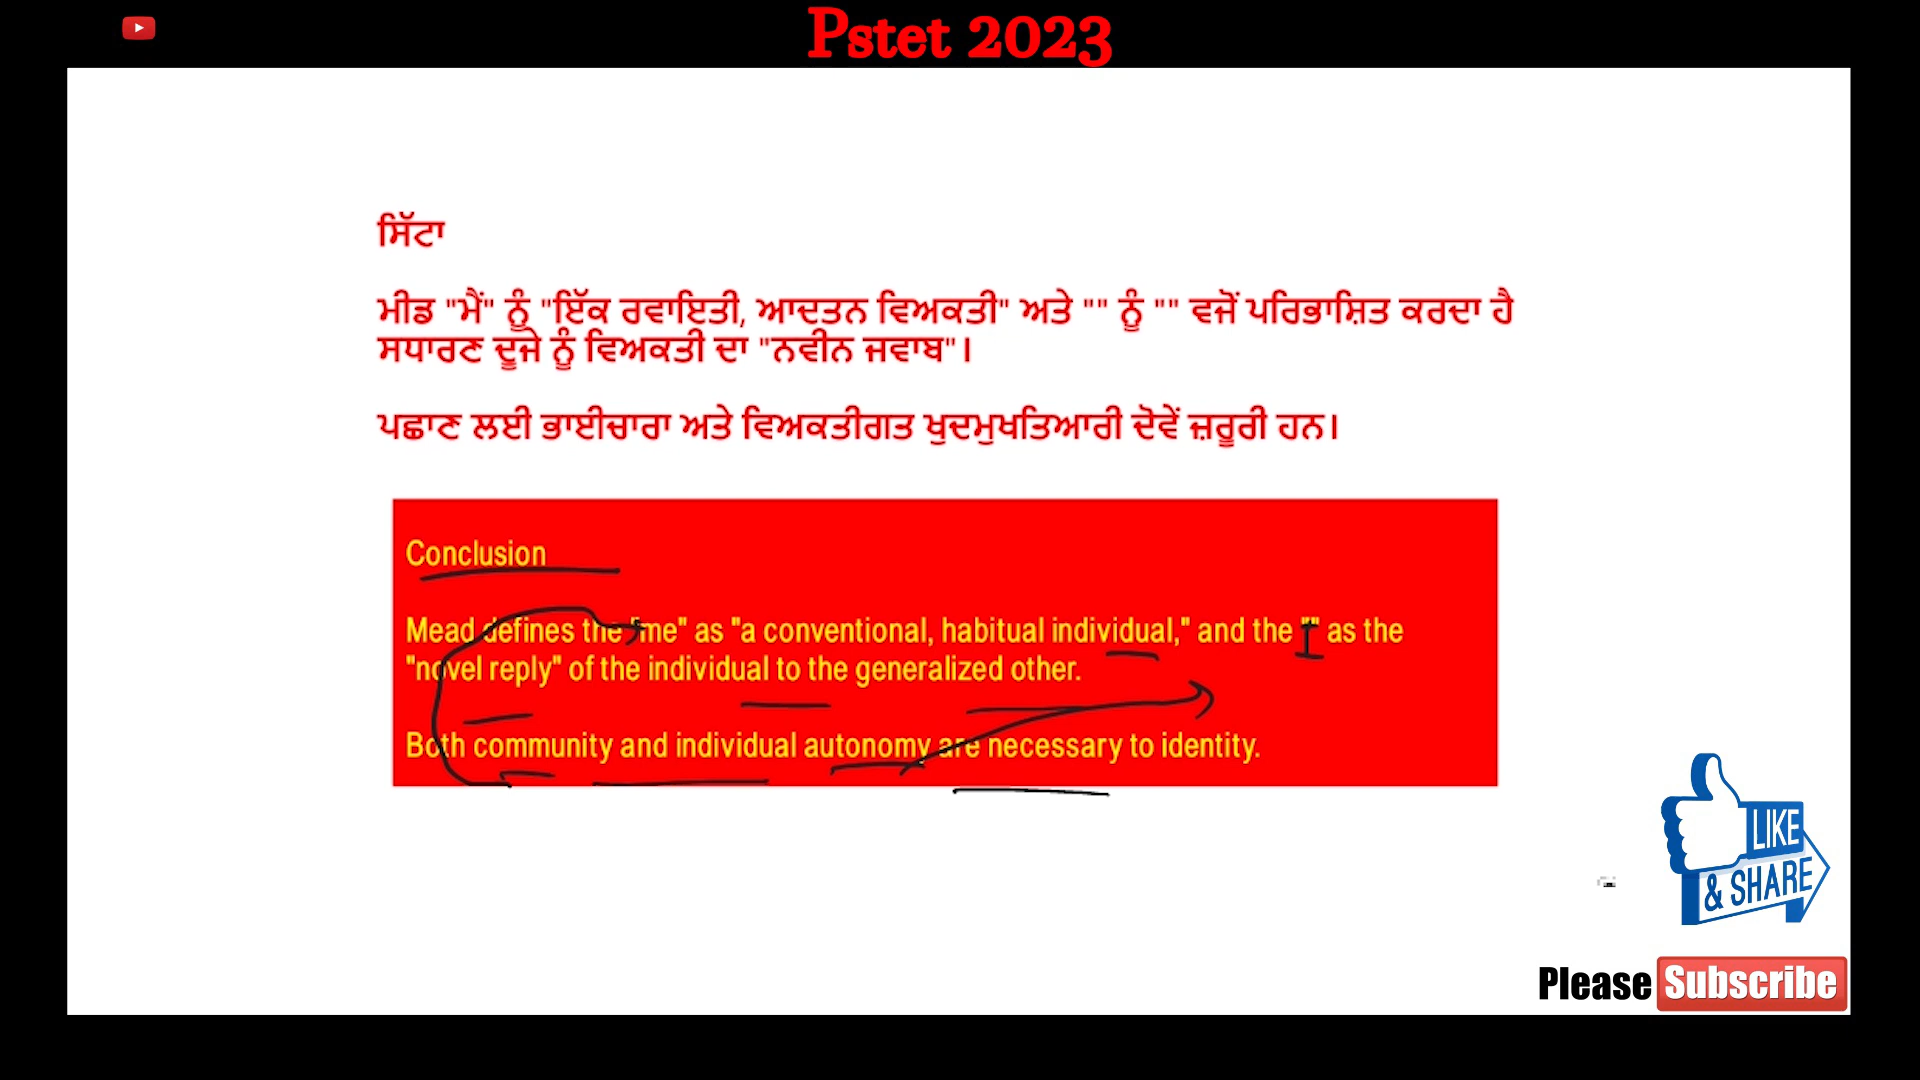 Pstet 2023
ਸਿੱਟਾ
ਮੀਡ "ਮੈਂ" ਨੂੰ "ਇੱਕ ਰਵਾਇਤੀ, ਆਦਤਨ ਵਿਅਕਤੀ" ਅਤੇ "" ਨੂੰ "" ਵਜੋਂ ਪਰਿਭਾਸ਼ਿਤ ਕਰਦਾ ਹੈ
ਸਧਾਰਣ ਦੂਜੇ ਨੂੰ ਵਿਅਕਤੀ ਦਾ "ਨਵੀਨ ਜਵਾਬ"।
ਪਛਾਣ ਲਈ ਭਾਈਚਾਰਾ ਅਤੇ ਵਿਅਕਤੀਗਤ ਖੁਦਮੁਖਤਿਆਰੀ ਦੋਵੇਂ ਜ਼ਰੂਰੀ ਹਨ।
Conclusion
Mead defines the "me" as "a conventional, habitual individual," and the "I" as the
"novel reply" of the individual to the generalized other.
Both community and individual autonomy are necessary to identity.
LIKE
& SHARE
Please Subscribe